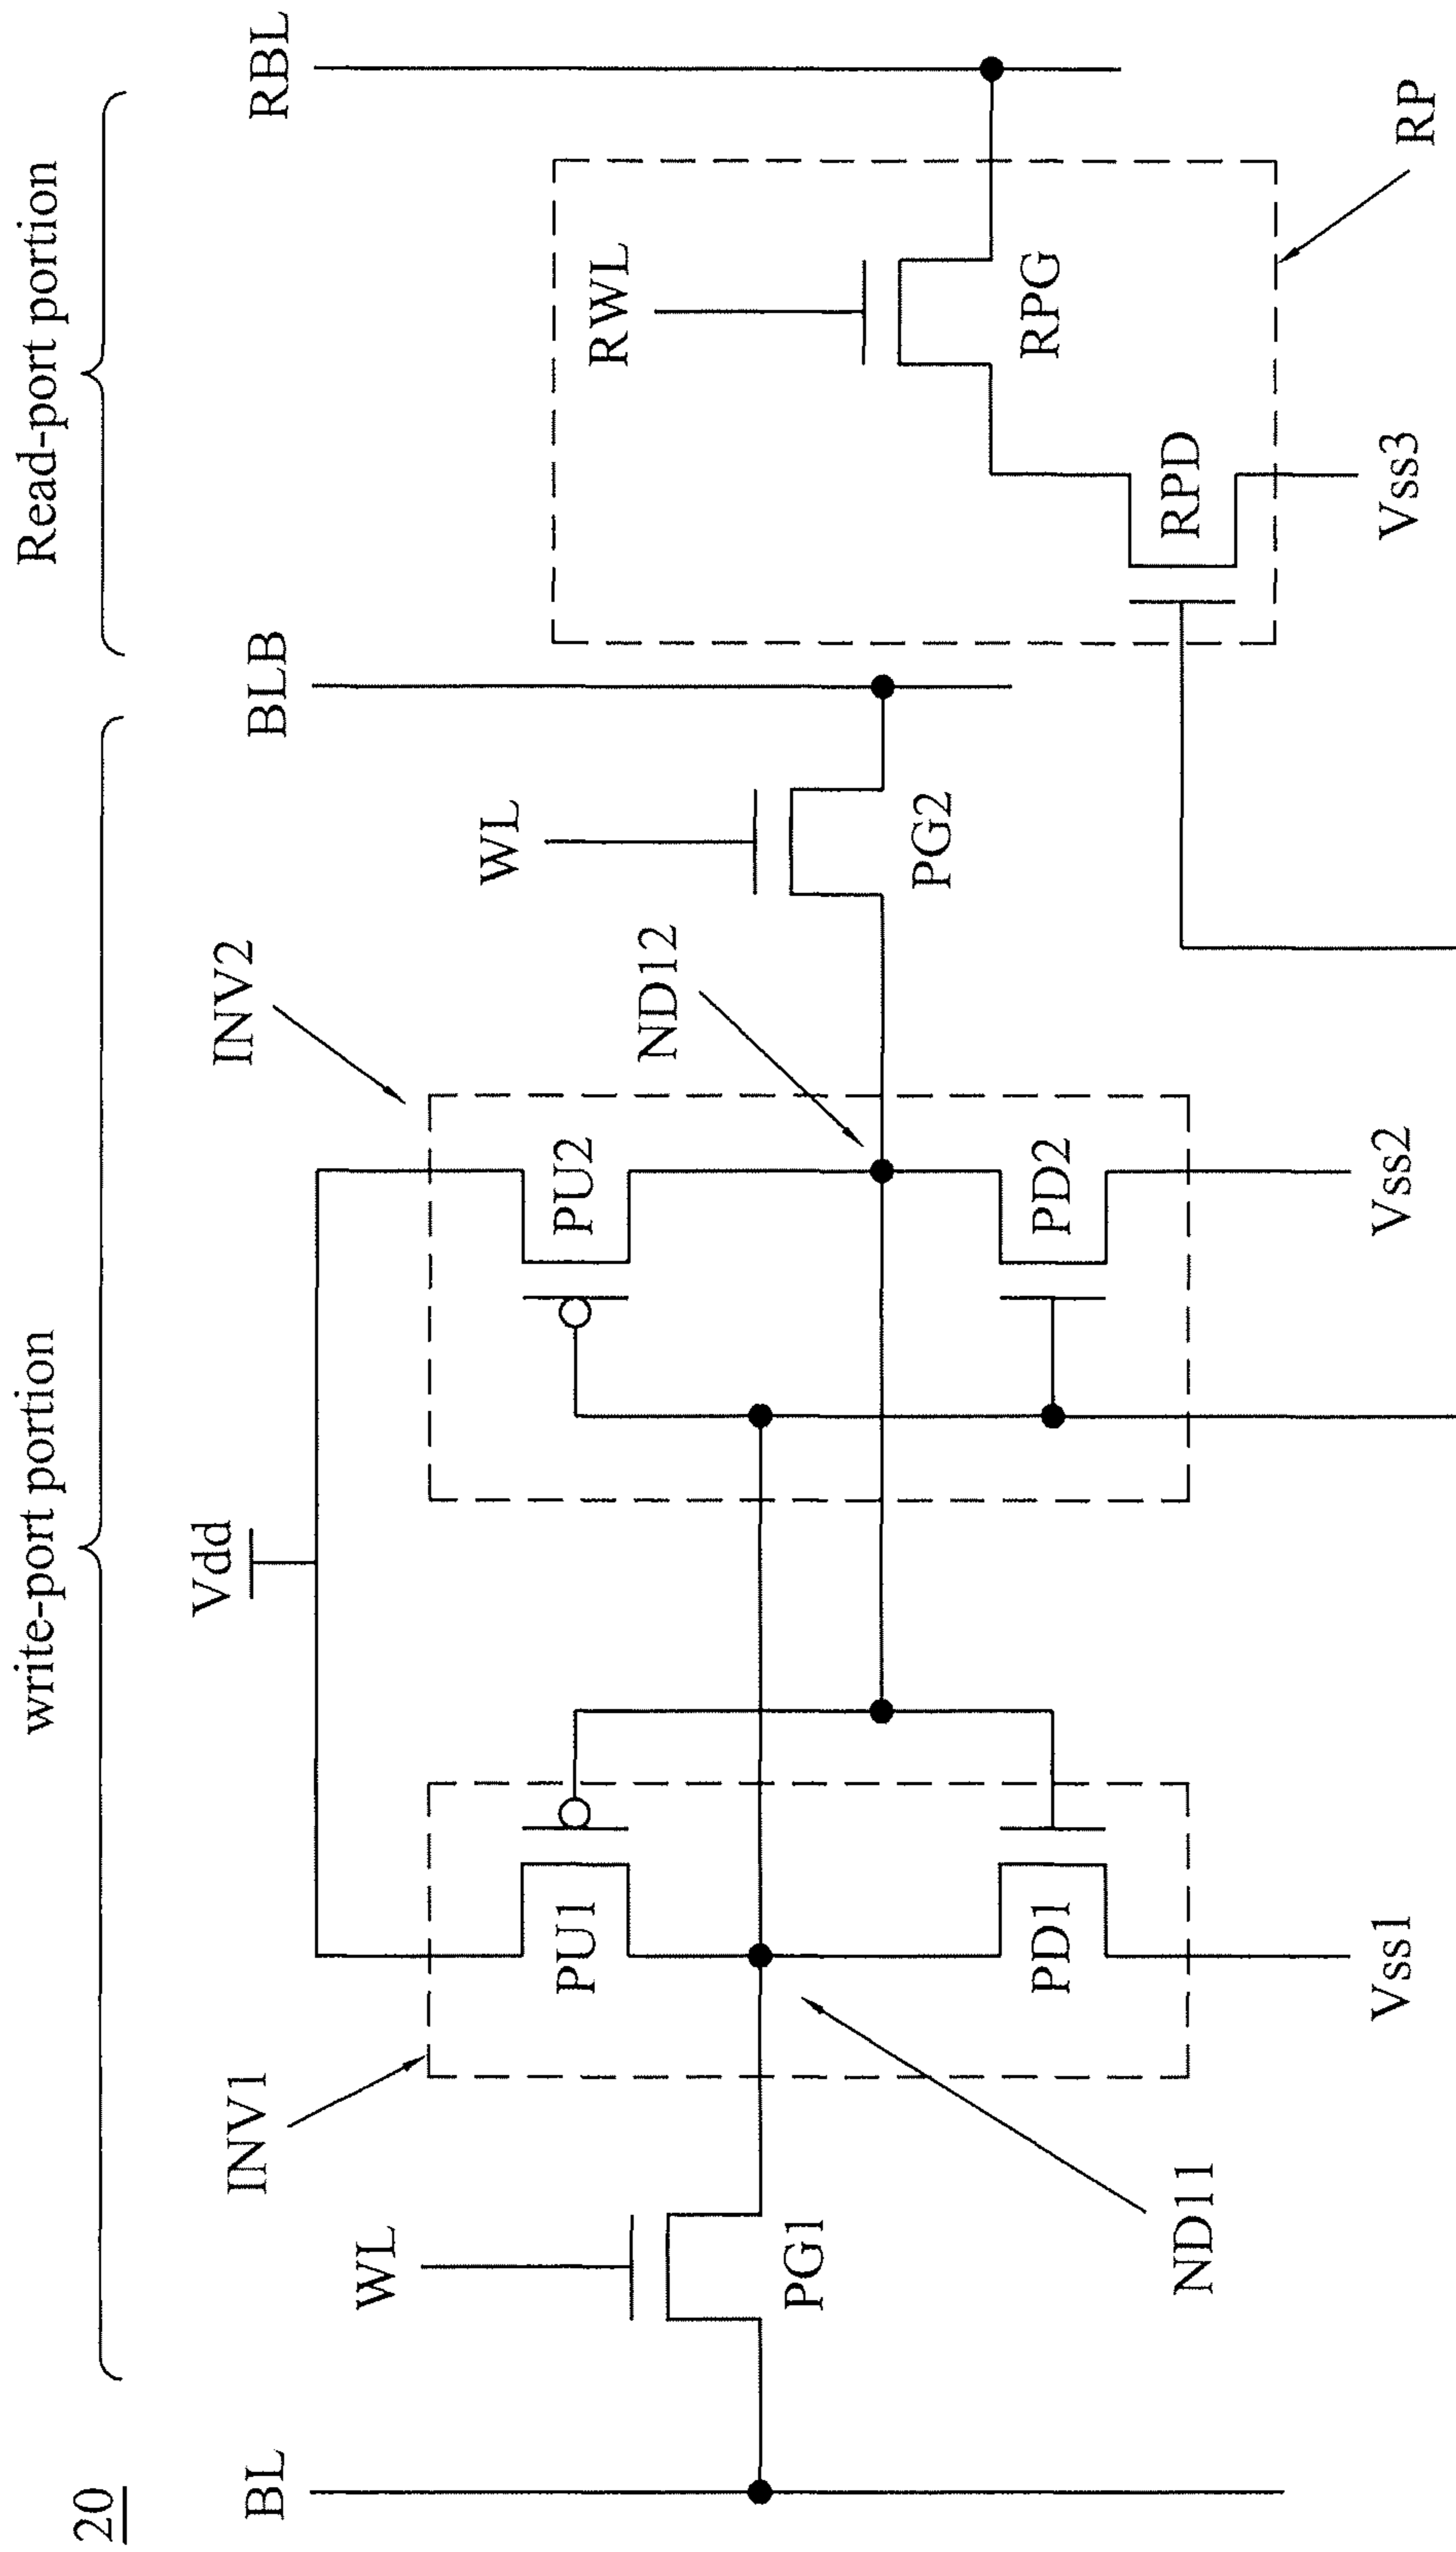 20
write-port portion
Read-port portion
BL
Vdd
BLB
RBL
INV1
INV2
WL
WL
RWL
ND12
PU1
PU2
PG1
PG2
RPG
PD1
PD2
RPD
ND11
Vss1
Vss2
Vss3
RP